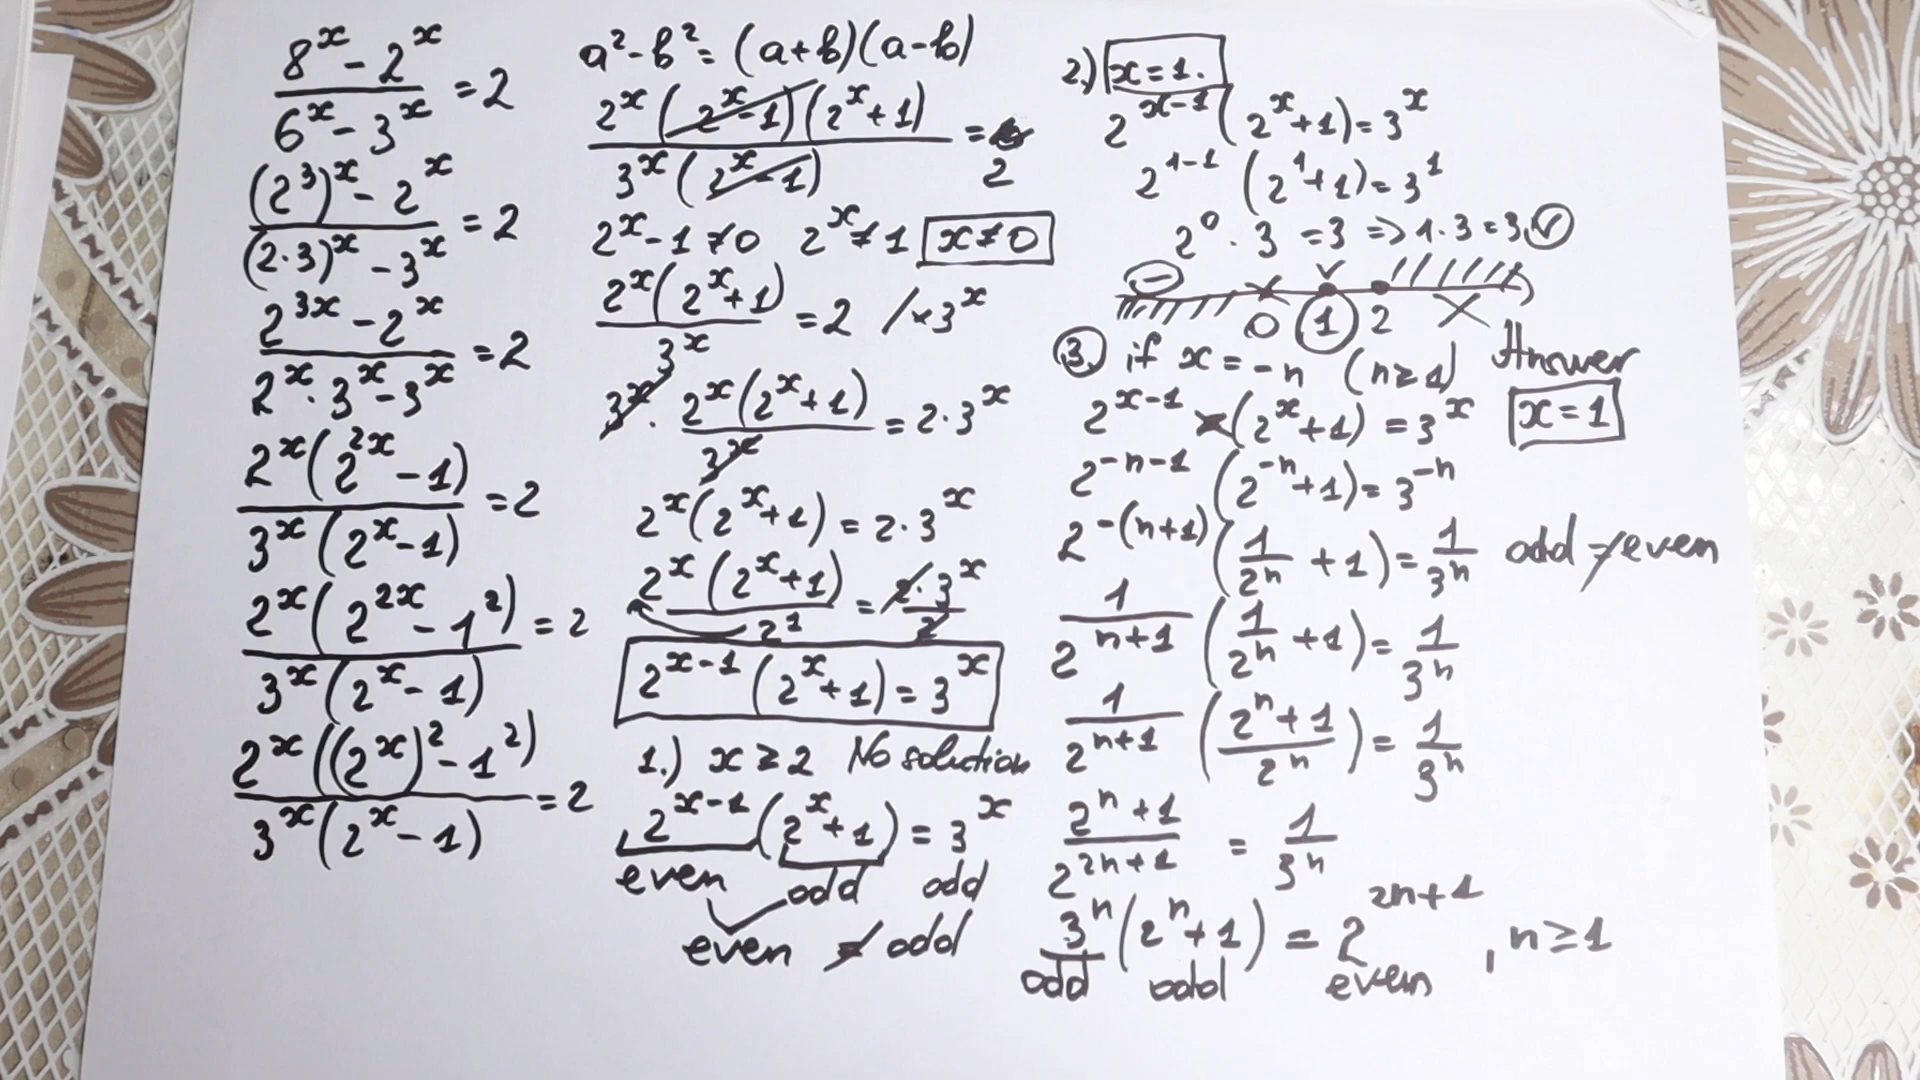 8^x - 2^x / 6^x - 3^x = 2
(2^3)^x - 2^x / (2·3)^x - 3^x = 2
2^3x - 2^x / 2^x · 3^x - 3^x = 2
2^x(2^2x - 1) / 3^x(2^x - 1) = 2
2^x(2^2x - 1^2) / 3^x(2^x - 1) = 2
2^x((2^x)^2 - 1^2) / 3^x(2^x - 1) = 2
a^2 - b^2 = (a+b)(a-b)
2^x(2^x - 1)(2^x + 1) / 3^x(2^x - 1) = 2
2^x - 1 ≠ 0 2^x ≠ 1 x ≠ 0
2^x(2^x + 1) / 3^x = 2 /×3^x
3^x · 2^x(2^x + 1) / 3^x = 2·3^x
2^x(2^x + 1) = 2·3^x
2^x(2^x + 1) / 2^1 = 2·3^x / 2
2^x-1(2^x + 1) = 3^x
1.) x ≥ 2 No solution
2^x-1(2^x + 1) = 3^x
even odd odd
even ≠ odd
2.) x = 1.
2^x-1(2^x + 1) = 3^x
2^1-1(2^1 + 1) = 3^1
2^0 · 3 = 3 => 1·3 = 3 v
- x v
0 1 2 x
3. if x = -n (n ≥ 1) Answer
2^x-1(2^x + 1) = 3^x x = 1
2^-n-1(2^-n + 1) = 3^-n
2^-(n+1)(1/2^n + 1) = 1/3^n odd ≠ even
1/2^n+1(1/2^n + 1) = 1/3^n
1/2^n+1(2^n + 1 / 2^n) = 1/3^n
2^n + 1 / 2^2n+1 = 1/3^n
3^n(2^n + 1) = 2^2n+1, n ≥ 1
odd odd even